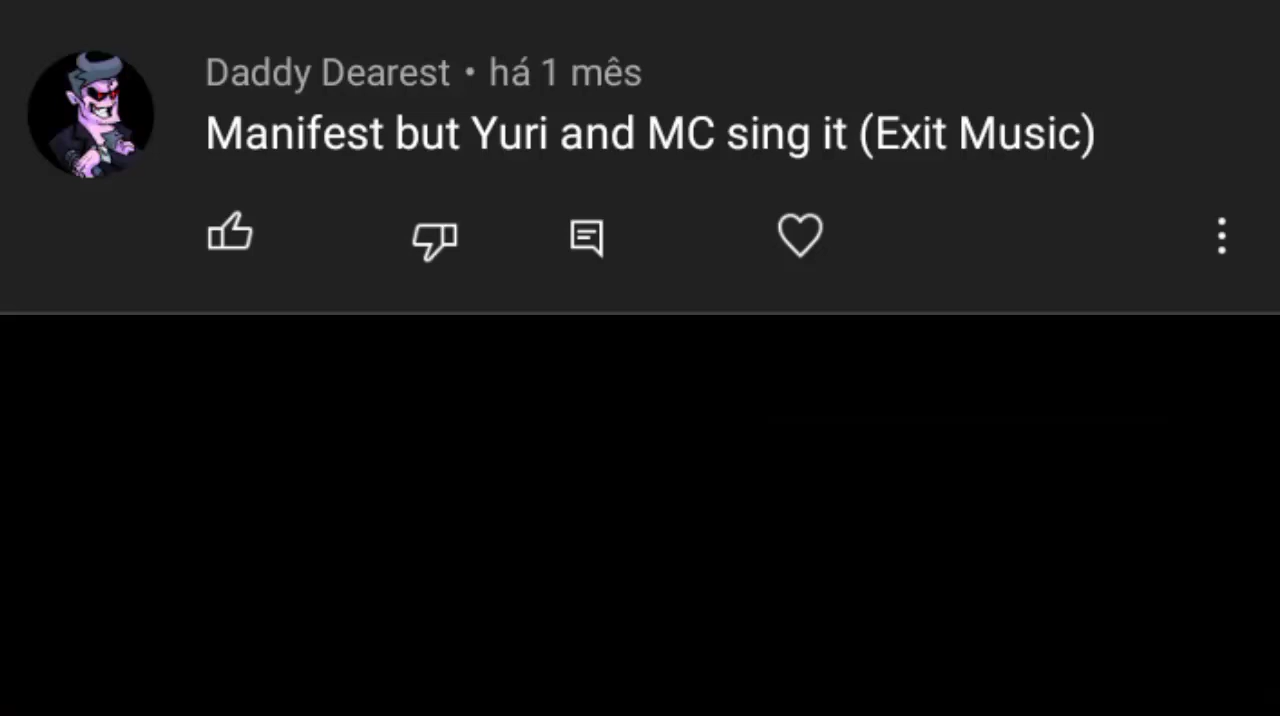 Daddy Dearest • há 1 mês
Manifest but Yuri and MC sing it (Exit Music)